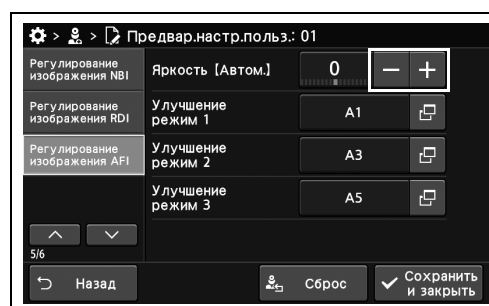 > > Предвар.настр.польз.: 01
Регулирование
изображения NBI
Яркость【Автом.】
0
− +
Регулирование
изображения RDI
Улучшение
режим 1
A1
Регулирование
изображения AFI
Улучшение
режим 2
A3
Улучшение
режим 3
A5
5/6
Назад
Сброс
Сохранить
и закрыть